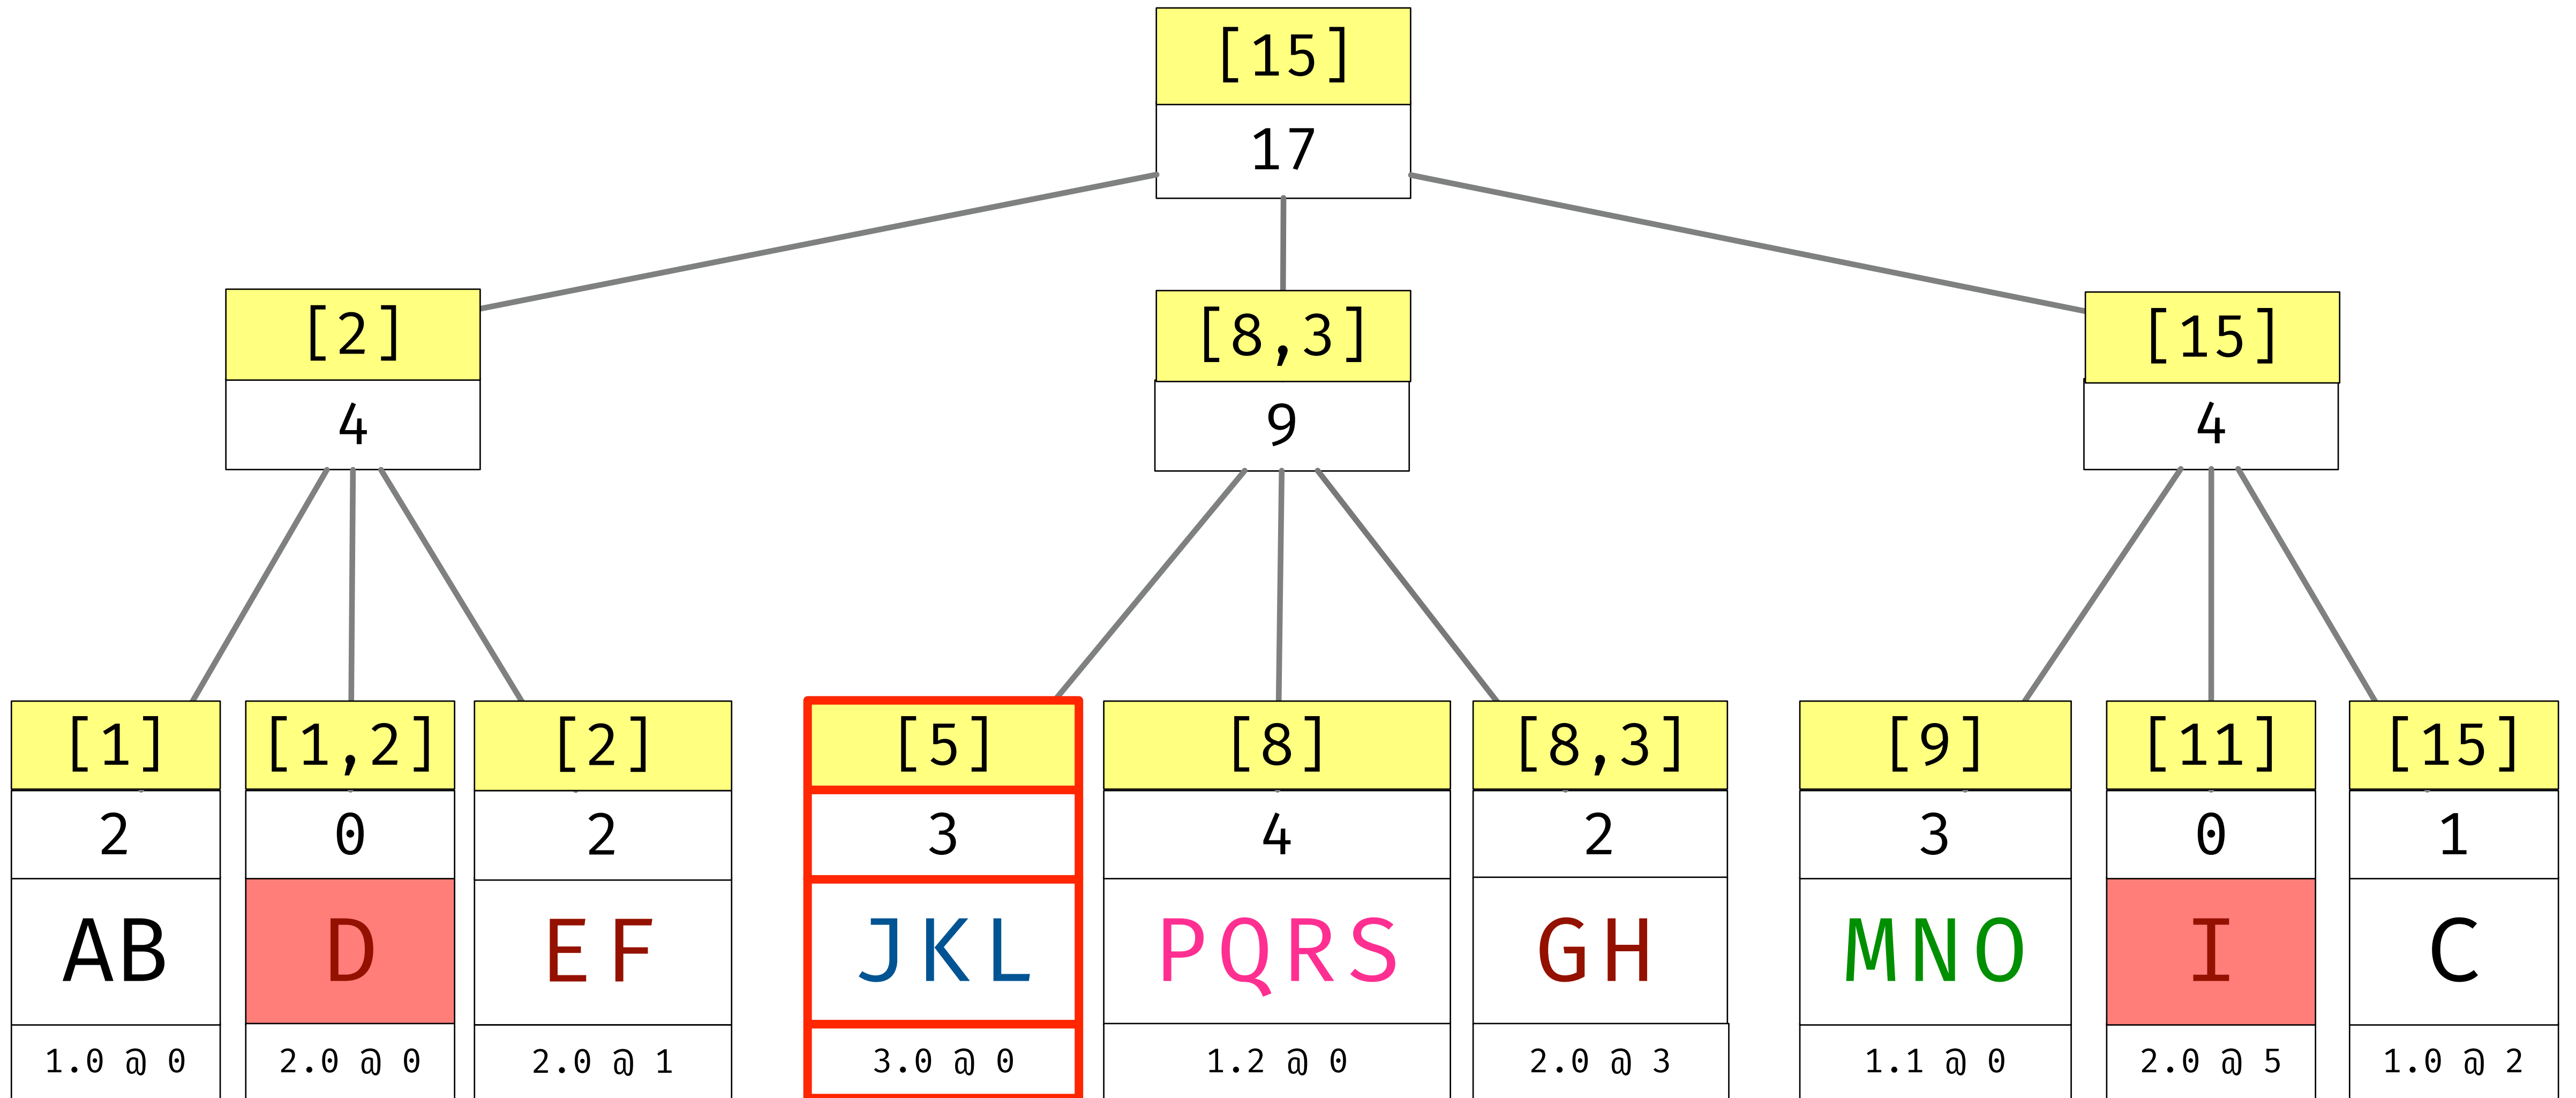 [15]
17
[2]
4
[8,3]
9
[15]
4
[1] [1,2] [2] [5] [8] [8,3] [9] [11] [15]
2 0 2 3 4 2 3 0 1
AB D EF JKL PQRS GH MNO I C
1.0 @ 0 2.0 @ 0 2.0 @ 1 3.0 @ 0 1.2 @ 0 2.0 @ 3 1.1 @ 0 2.0 @ 5 1.0 @ 2